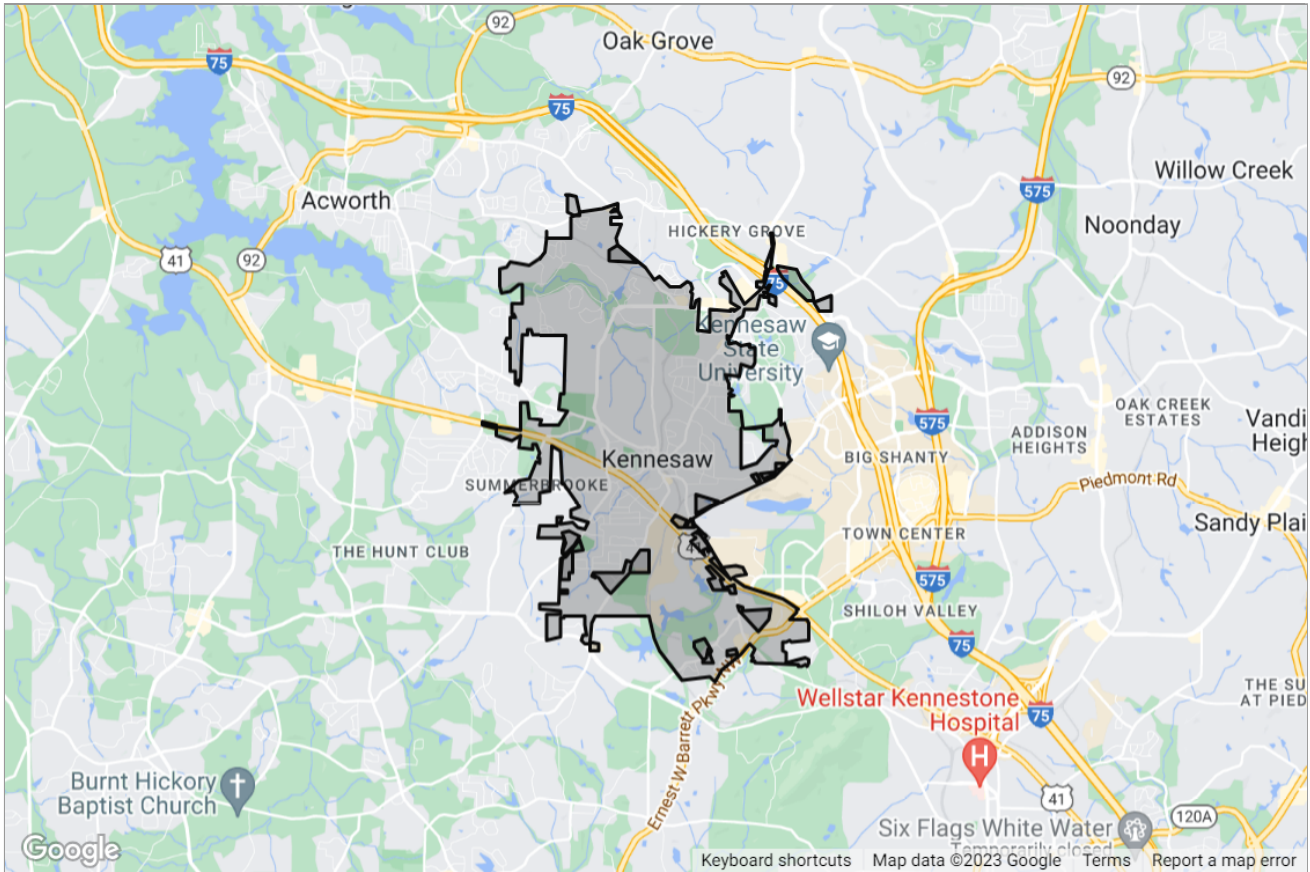 92
Oak Grove
75
92
75
Willow Creek
575
Acworth
Noonday
HICKERY GROVE
41
92
75
Kennesaw
State
University
OAK CREEK
ESTATES
575
Vandi
Heigh
ADDISON
HEIGHTS
Kennesaw
BIG SHANTY
SUMMERBROOKE
Piedmont Rd
Sandy Plai
TOWN CENTER
THE HUNT CLUB
4
575
SHILOH VALLEY
75
THE SU
AT PIED
Wellstar Kennestone
Hospital
75
H
Ernest W. Barrett Pkwy NW
Burnt Hickory
Baptist Church
41
120A
Six Flags White Water
Temporarily closed
Google
Keyboard shortcuts
Map data ©2023 Google
Terms
Report a map error